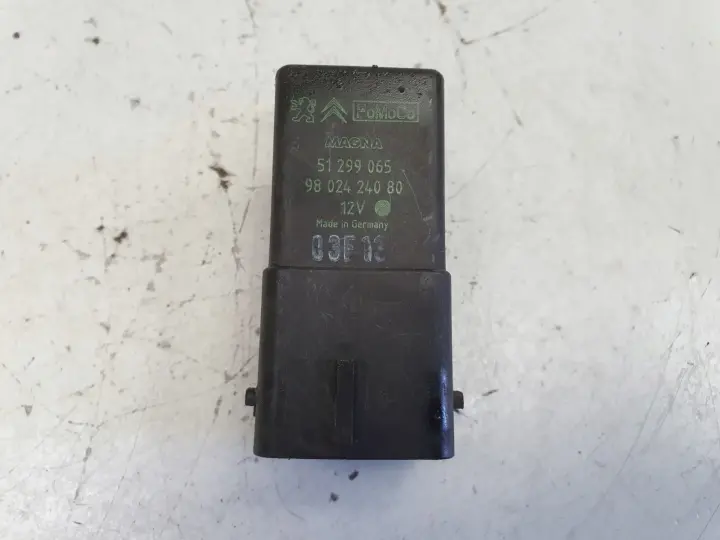 FoMoCo
MAGNA
51 299 065
98 024 240 80
12V
Made in Germany
03F13